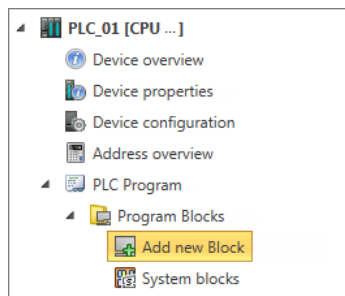 PLC_01 [CPU ...]
Device overview
Device properties
Device configuration
Address overview
PLC Program
Program Blocks
Add new Block
System blocks